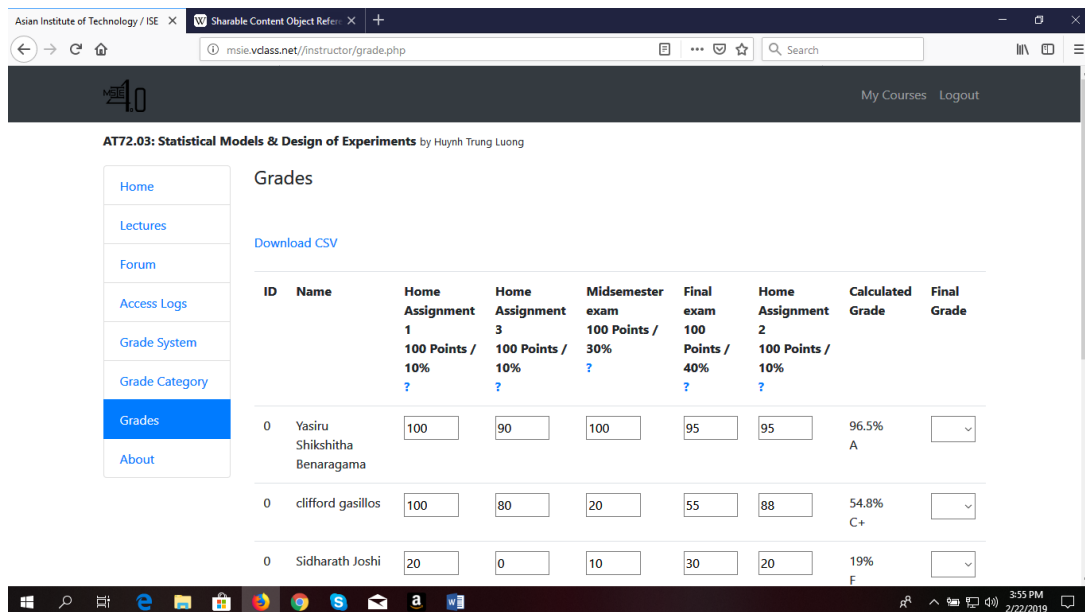 Asian Institute of Technology / ISE
Sharable Content Object Refere
msie.vclass.net//instructor/grade.php
Search
MSIE 4.0
My Courses Logout
AT72.03: Statistical Models & Design of Experiments by Huynh Trung Luong
Home
Lectures
Forum
Access Logs
Grade System
Grade Category
Grades
About
Grades
Download CSV
ID
Name
Home
Assignment
1
100 Points /
10%
?
Home
Assignment
3
100 Points /
10%
?
Midsemester
exam
100 Points /
30%
?
Final
exam
100
Points /
40%
?
Home
Assignment
2
100 Points /
10%
?
Calculated
Grade
Final
Grade
0
Yasiru
Shikshitha
Benaragama
100
90
100
95
95
96.5%
A
0
clifford gasillos
100
80
20
55
88
54.8%
C+
0
Sidharath Joshi
20
0
10
30
20
19%
F
3:55 PM
2/22/2019